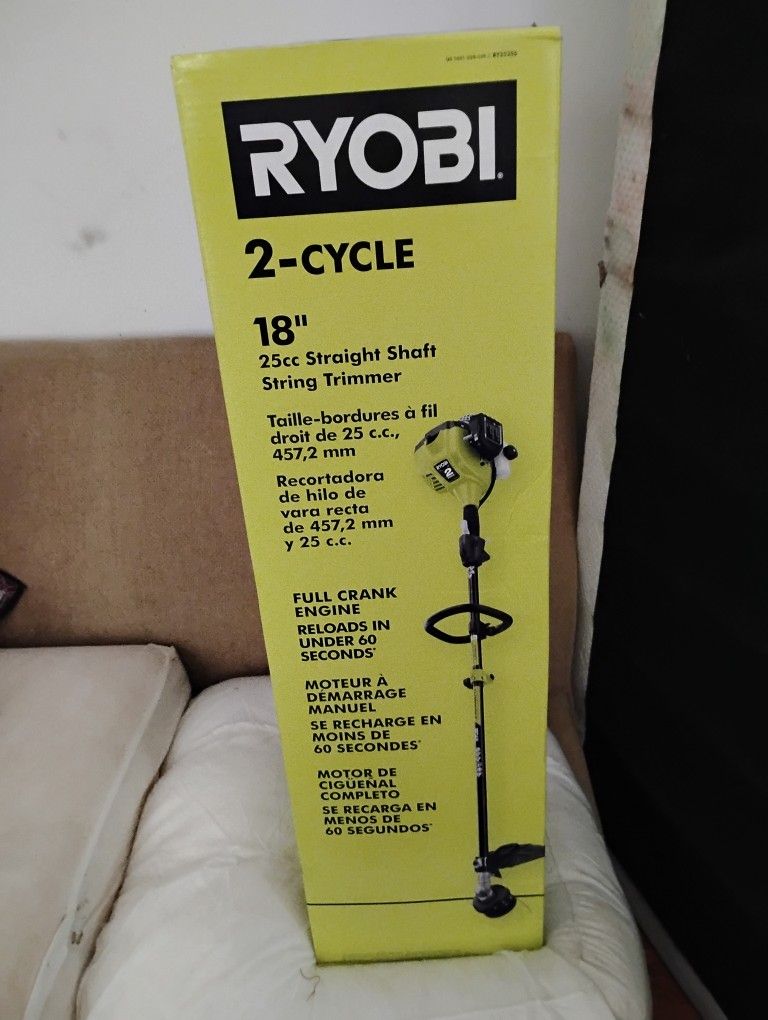 RYOBI
2-CYCLE
18"
25cc Straight Shaft
String Trimmer
Taille-bordures à fil
droit de 25 c.c.,
457,2 mm
Recortadora
de hilo de
vara recta
de 457,2 mm
y 25 c.c.
FULL CRANK
ENGINE
RELOADS IN
UNDER 60
SECONDS*
MOTEUR À
DÉMARRAGE
MANUEL
SE RECHARGE EN
MOINS DE
60 SECONDES*
MOTOR DE
CIGÜEÑAL
COMPLETO
SE RECARGA EN
MENOS DE
60 SEGUNDOS*
RYOBI